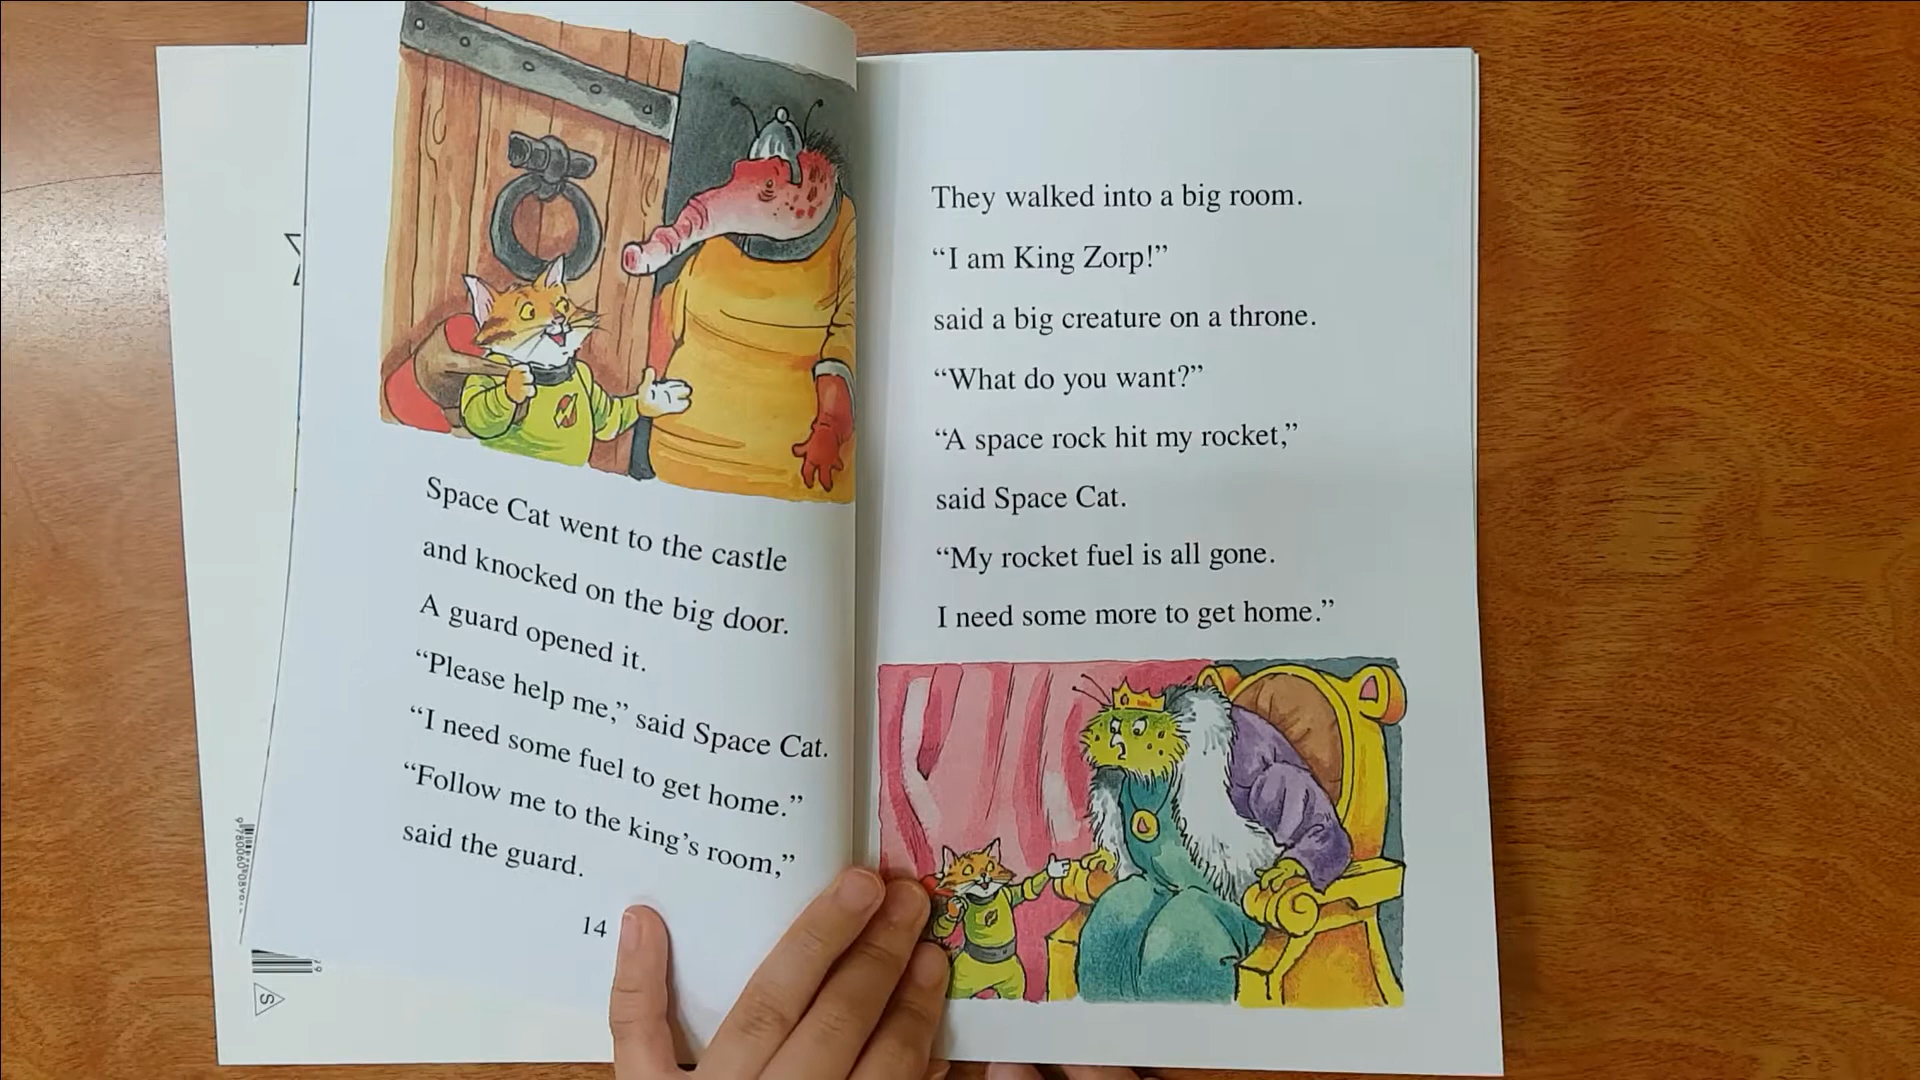 Space Cat went to the castle
and knocked on the big door.
A guard opened it.
“Please help me,” said Space Cat.
“I need some fuel to get home.”
“Follow me to the king’s room,”
said the guard.
14
They walked into a big room.
“I am King Zorp!”
said a big creature on a throne.
“What do you want?”
“A space rock hit my rocket,”
said Space Cat.
“My rocket fuel is all gone.
I need some more to get home.”
S